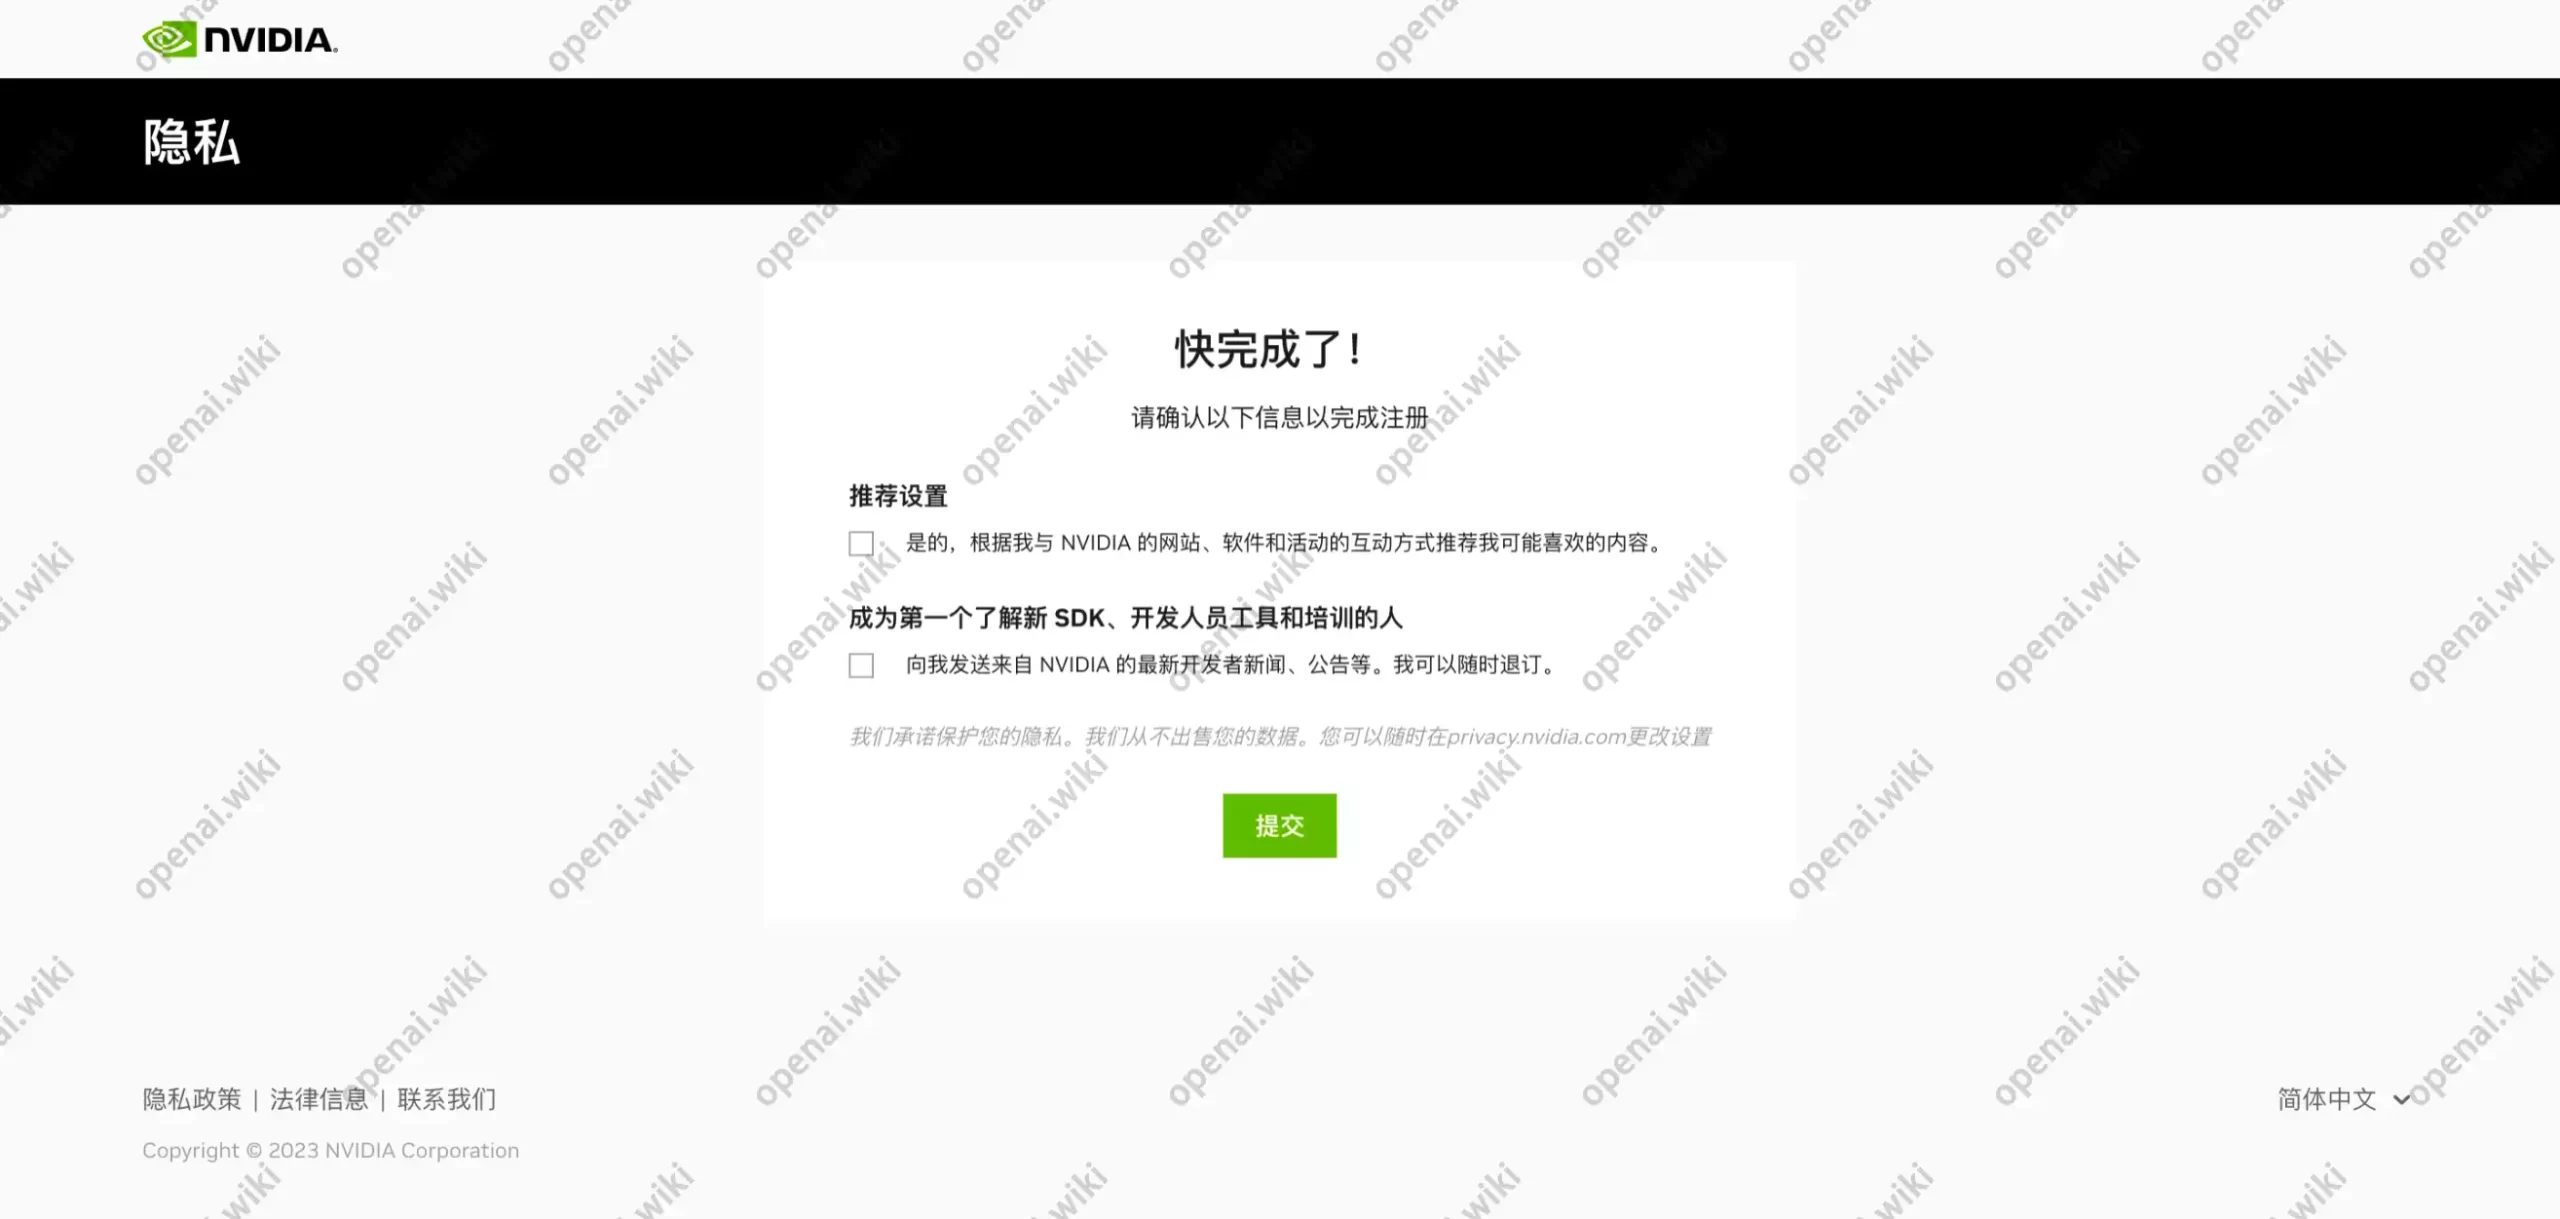 NVIDIA.
隐私
快完成了!
请确认以下信息以完成注册
推荐设置
是的，根据我与 NVIDIA 的网站、软件和活动的互动方式推荐我可能喜欢的内容。
成为第一个了解新 SDK、开发人员工具和培训的人
向我发送来自 NVIDIA 的最新开发者新闻、公告等。我可以随时退订。
我们承诺保护您的隐私。我们从不出售您的数据。您可以随时在privacy.nvidia.com更改设置
提交
隐私政策 | 法律信息 | 联系我们
简体中文
Copyright © 2023 NVIDIA Corporation
openai.wiki